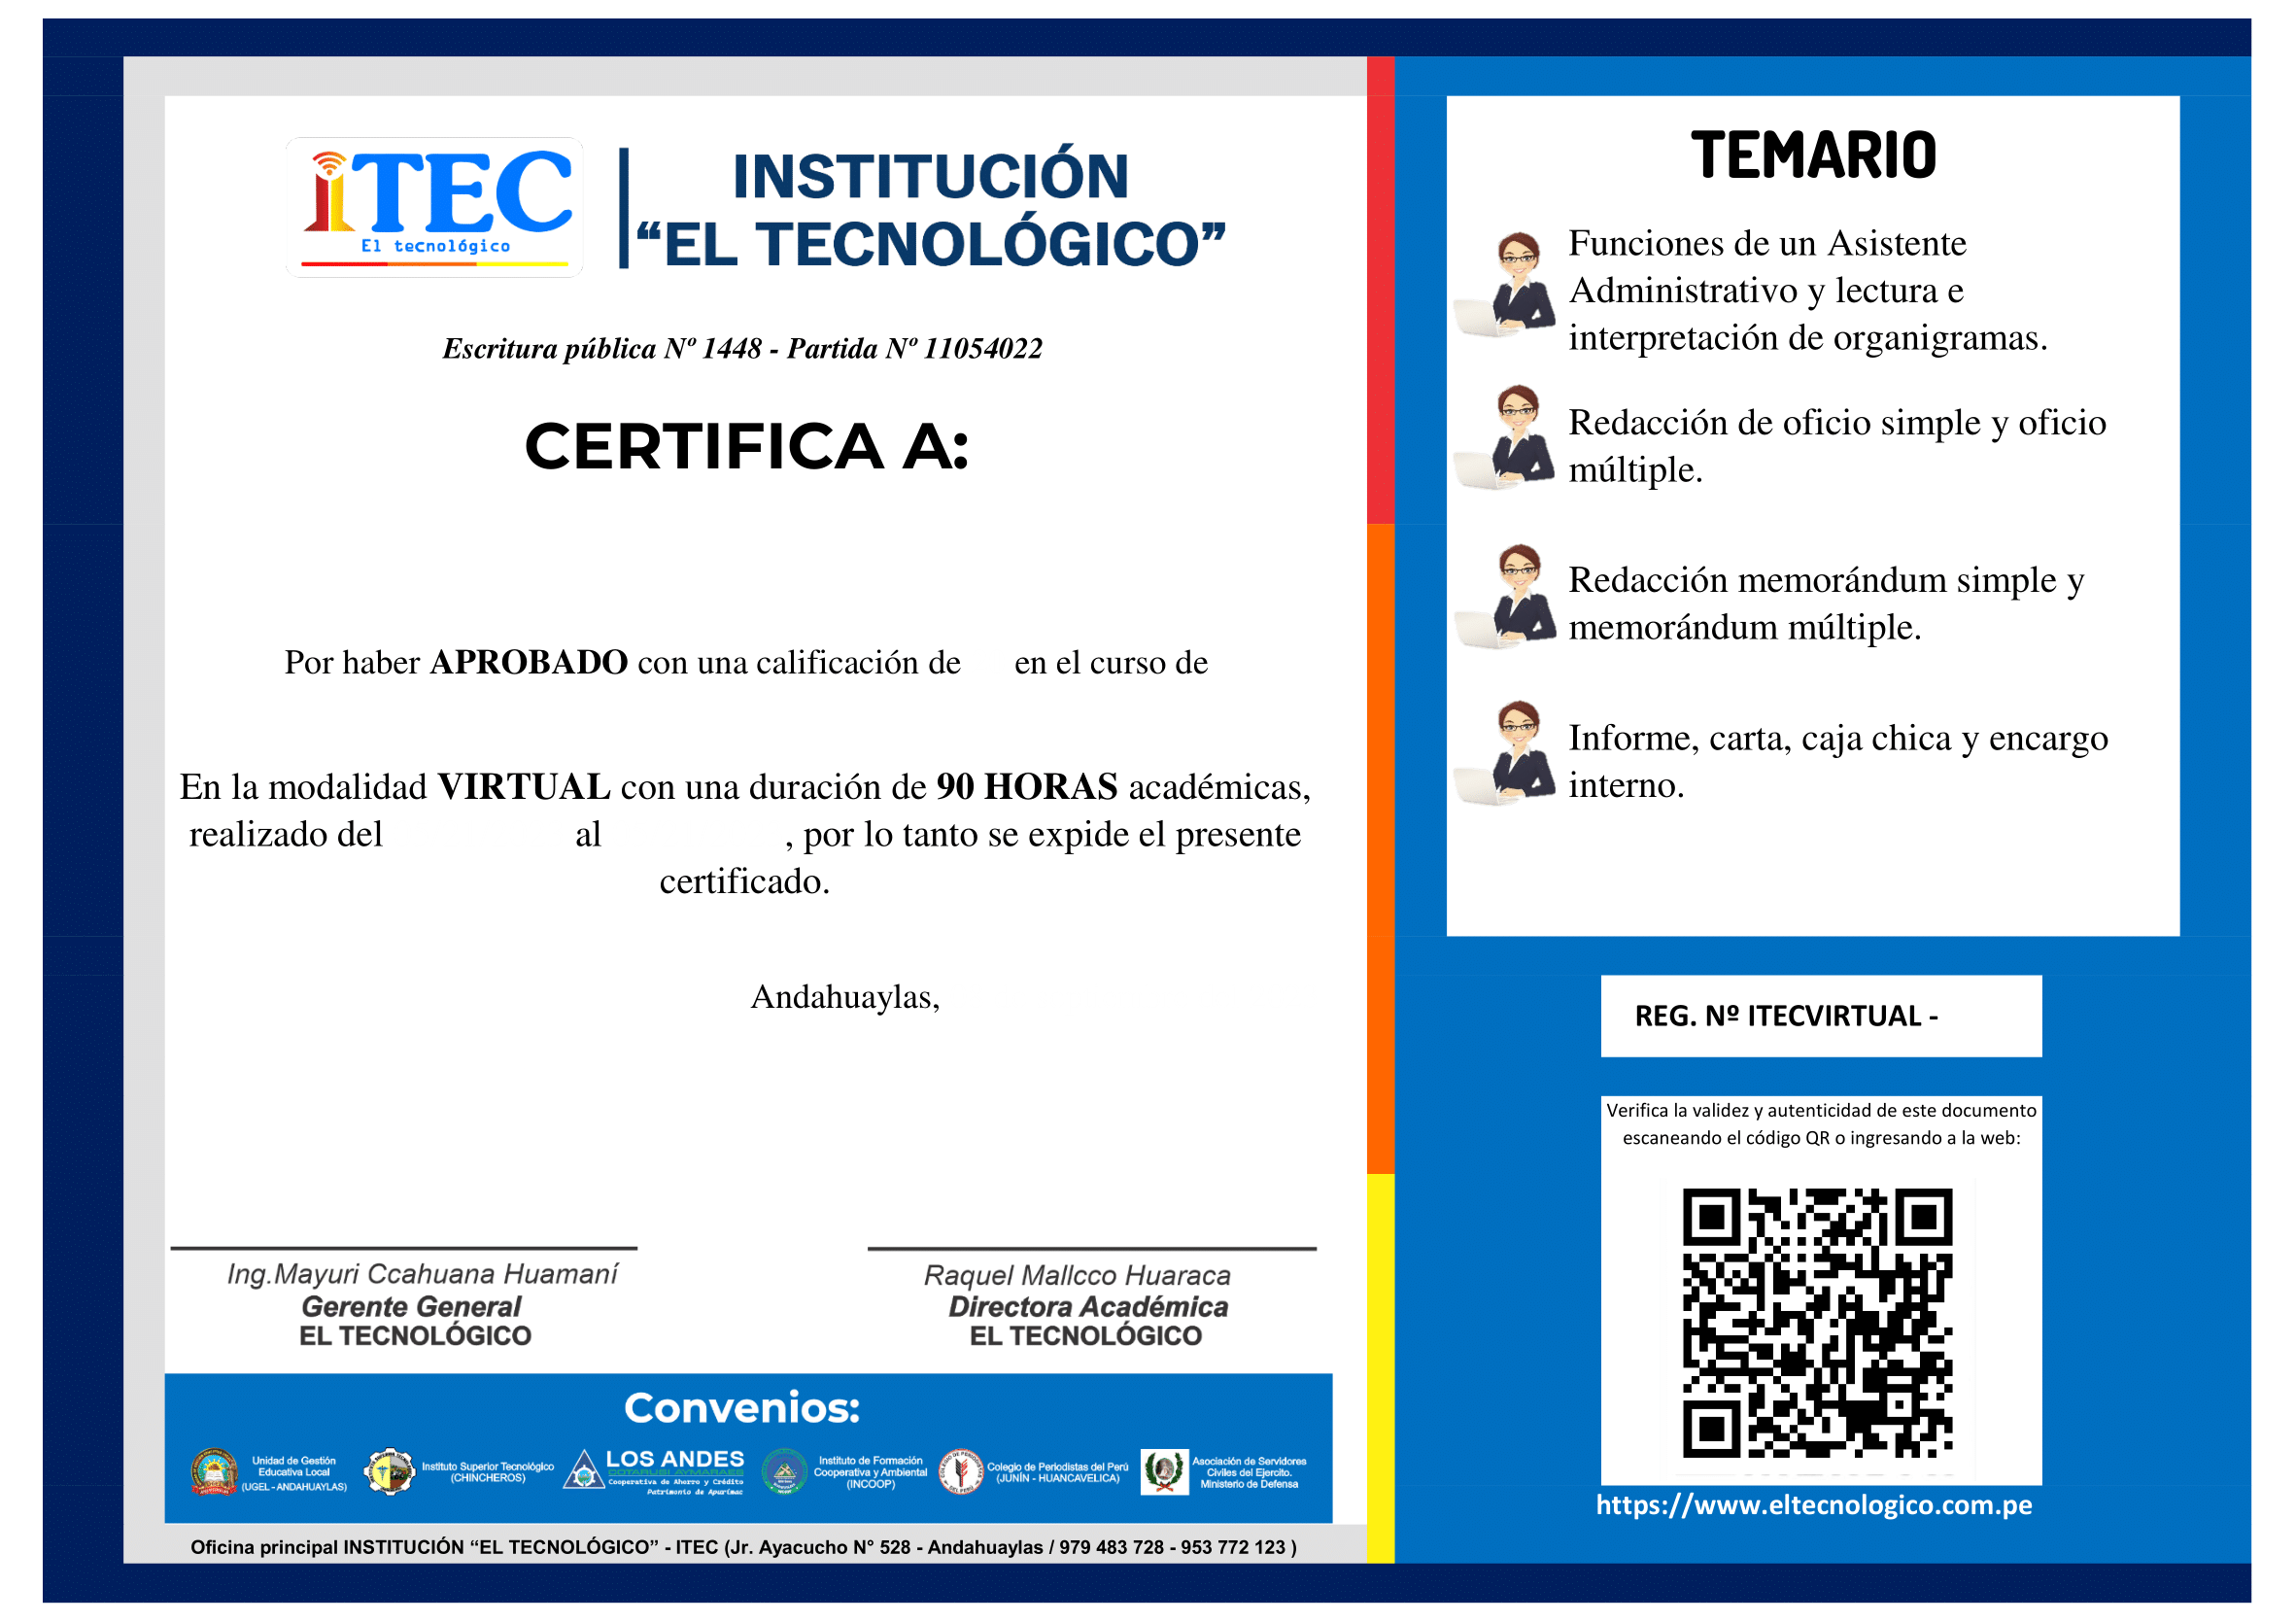 iTEC
El tecnológico
INSTITUCIÓN
“EL TECNOLÓGICO”
Escritura pública Nº 1448 - Partida Nº 11054022
CERTIFICA A:
Por haber APROBADO con una calificación de en el curso de
En la modalidad VIRTUAL con una duración de 90 HORAS académicas,
realizado del al , por lo tanto se expide el presente
certificado.
Andahuaylas,
Ing.Mayuri Ccahuana Huamaní
Gerente General
EL TECNOLÓGICO
Raquel Mallcco Huaraca
Directora Académica
EL TECNOLÓGICO
Convenios:
Unidad de Gestión
Educativa Local
(UGEL - ANDAHUAYLAS)
Instituto Superior Tecnológico
(CHINCHEROS)
LOS ANDES
COTARUSI AYMARAES
Cooperativa de Ahorro y Crédito
Patrimonio de Apurímac
Instituto de Formación
Cooperativa y Ambiental
(INCOOP)
Colegio de Periodistas del Perú
(JUNÍN - HUANCAVELICA)
Asociación de Servidores
Civiles del Ejercito.
Ministerio de Defensa
Oficina principal INSTITUCIÓN “EL TECNOLÓGICO” - ITEC (Jr. Ayacucho N° 528 - Andahuaylas / 979 483 728 - 953 772 123 )
TEMARIO
Funciones de un Asistente
Administrativo y lectura e
interpretación de organigramas.
Redacción de oficio simple y oficio
múltiple.
Redacción memorándum simple y
memorándum múltiple.
Informe, carta, caja chica y encargo
interno.
REG. Nº ITECVIRTUAL -
Verifica la validez y autenticidad de este documento
escaneando el código QR o ingresando a la web:
https://www.eltecnologico.com.pe